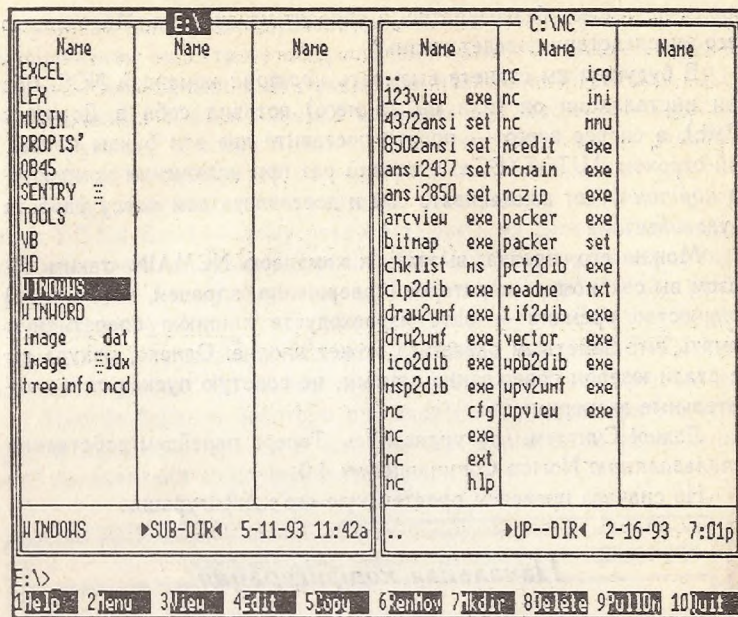 E:\
Name Name Name
EXCEL
LEX
MUSIN
PROPIS'
QB45
SENTRY
TOOLS
VB
WD
WINDOWS
WINWORD
image dat
Image idx
treeinfo ncd
WINDOWS ►SUB-DIR◄ 5-11-93 11:42a
C:\NC
Name Name Name
.. nc ico
123view exe nc ini
4372ansi set nc
8502ansi set ncedit exe
ansi2437 set ncmain exe
ansi2850 set nczip exe
arcview exe packer exe
bitmap exe packer set
chklist ms pct2dib exe
clp2dib exe readme txt
draw2wmf exe tif2dib exe
drw2wmf exe vector exe
ico2dib exe wpb2dib exe
msp2dib exe wpv2wmf exe
nc cfg wpview exe
nc exe
nc ext
nc hlp
.. ►UP--DIR◄ 2-16-93 7:01p
E:\>
1Help 2Menu 3View 4Edit 5Copy 6RenMov 7Mkdir 8Delete 9PullDn 10Quit